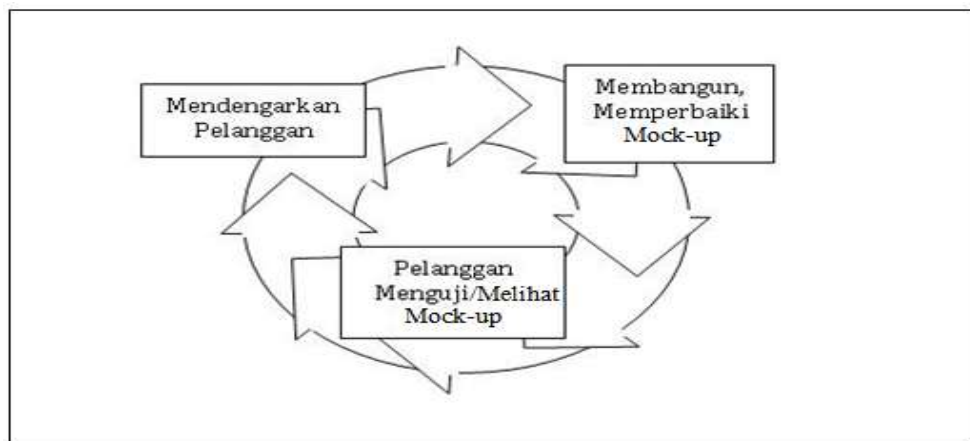 Mendengarkan
Pelanggan
Membangun,
Memperbaiki
Mock-up
Pelanggan
Menguji/Melihat
Mock-up